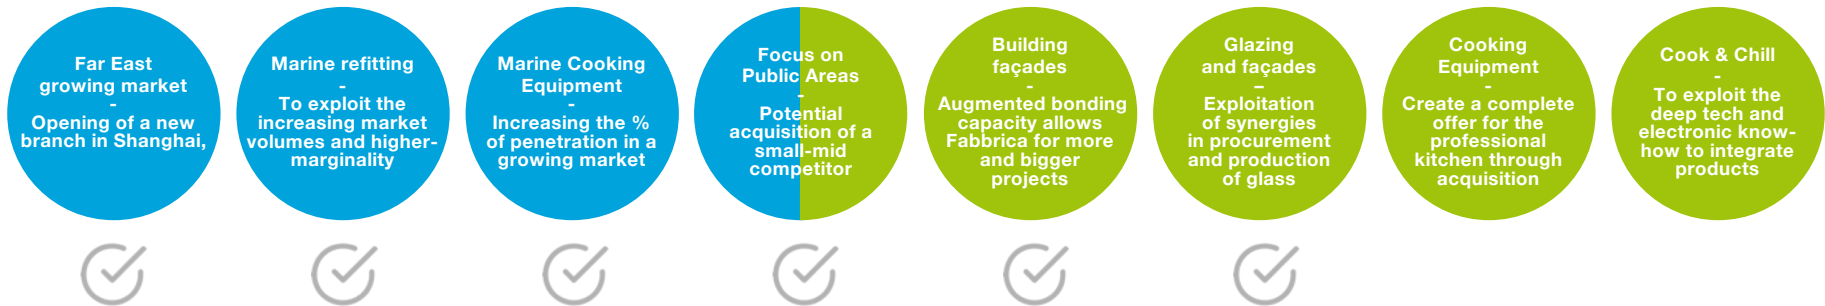 Far East
growing market
-
Opening of a new
branch in Shanghai,
Marine refitting
-
To exploit the
increasing market
volumes and higher-
marginality
Marine Cooking
Equipment
-
Increasing the %
of penetration in a
growing market
Focus on
Public Areas
-
Potential
acquisition of a
small-mid
competitor
Building
façades
-
Augmented bonding
capacity allows
Fabbrica for more
and bigger
projects
Glazing
and façades
–
Exploitation
of synergies
in procurement
and production
of glass
Cooking
Equipment
-
Create a complete
offer for the
professional
kitchen through
acquisition
Cook & Chill
-
To exploit the
deep tech and
electronic know-
how to integrate
products